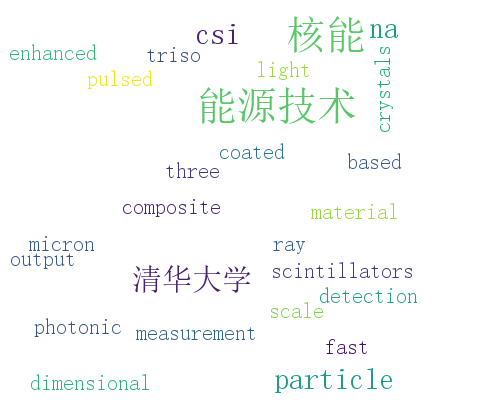 csi
核能
na
enhanced
triso
pulsed
light
crystals
能源技术
coated
three
based
composite
material
micron
output
ray
清华大学
scintillators
detection
scale
photonic
measurement
fast
dimensional
particle